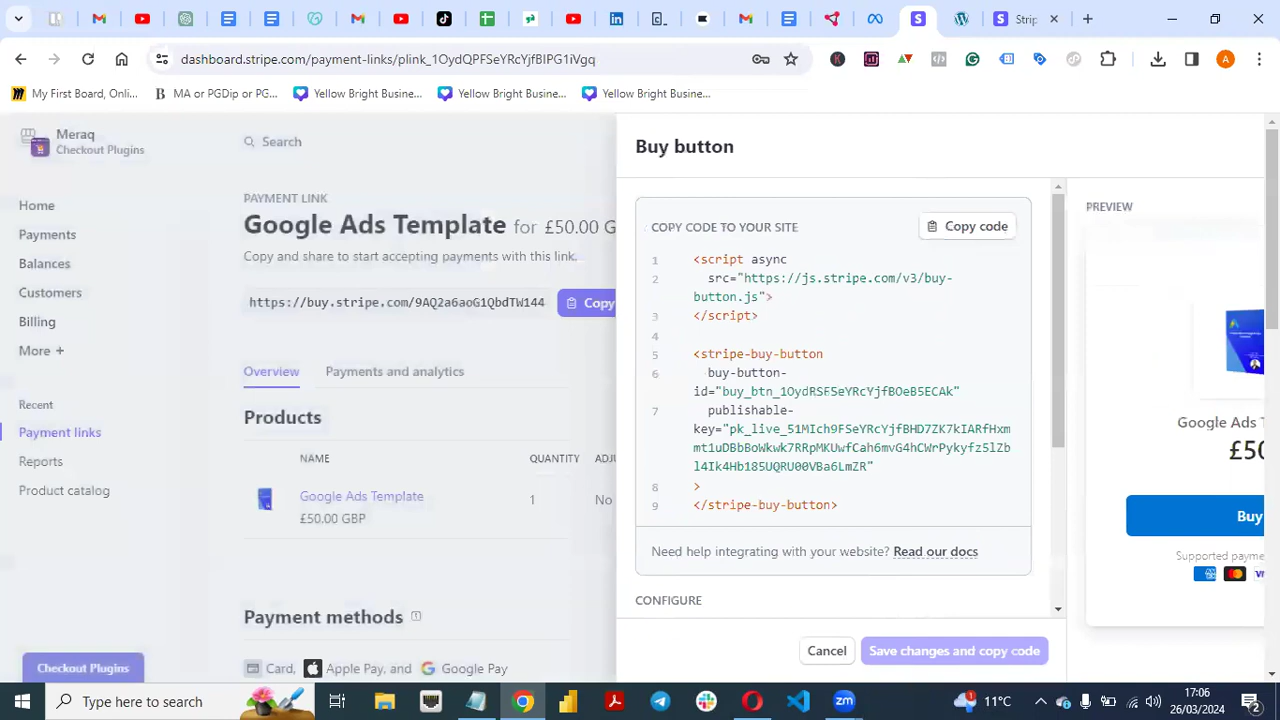 Strip
dashboard.stripe.com/payment-links/plink_1OydQPFSeYRcYjfBIPG1iVgq
My First Board, Onli...
MA or PGDip or PG...
Yellow Bright Busine...
Yellow Bright Busine...
Yellow Bright Busine...
Meraq
Checkout Plugins
Search
Home
Payments
Balances
Customers
Billing
More +
Recent
Payment links
Reports
Product catalog
Checkout Plugins
PAYMENT LINK
Google Ads Template for £50.00 G
Copy and share to start accepting payments with this link.
https://buy.stripe.com/9AQ2a6aoG1QbdTW144
Copy
Overview
Payments and analytics
Products
NAME
QUANTITY
ADJU
Google Ads Template
1
No
£50.00 GBP
Payment methods
Card, Apple Pay, and Google Pay
Buy button
COPY CODE TO YOUR SITE
Copy code
1 <script async
2 src="https://js.stripe.com/v3/buy-
button.js">
3 </script>
4
5 <stripe-buy-button
6 buy-button-
id="buy_btn_1OydRSFSeYRcYjfBOeB5ECAk"
7 publishable-
key="pk_live_51MIch9FSeYRcYjfBHD7ZK7kIARfHxm
mt1uDBbBoWkwk7RRpMKUwfCah6mvG4hCWrPykyfz5lZb
l4Ik4Hb185UQRU00VBa6LmZR"
8 >
9 </stripe-buy-button>
Need help integrating with your website? Read our docs
CONFIGURE
Cancel
Save changes and copy code
PREVIEW
Google Ads T
£50
Buy
Supported payme
Type here to search
11°C
17:06
26/03/2024
2